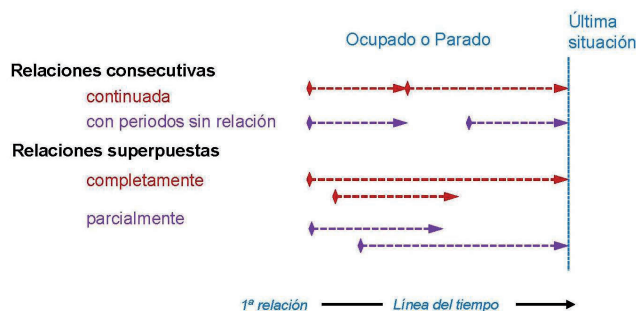 Ocupado o Parado
Última
situación
Relaciones consecutivas
continuada
con periodos sin relación
Relaciones superpuestas
completamente
parcialmente
1ª relación
Línea del tiempo